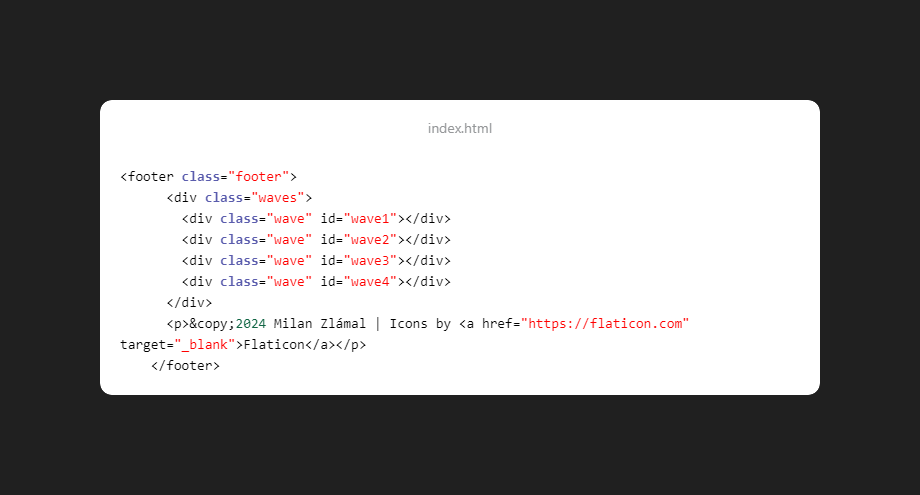 index.html
<footer class="footer">
<div class="waves">
<div class="wave" id="wave1"></div>
<div class="wave" id="wave2"></div>
<div class="wave" id="wave3"></div>
<div class="wave" id="wave4"></div>
</div>
<p>&copy;2024 Milan Zlámal | Icons by <a href="https://flaticon.com"
target="_blank">Flaticon</a></p>
</footer>